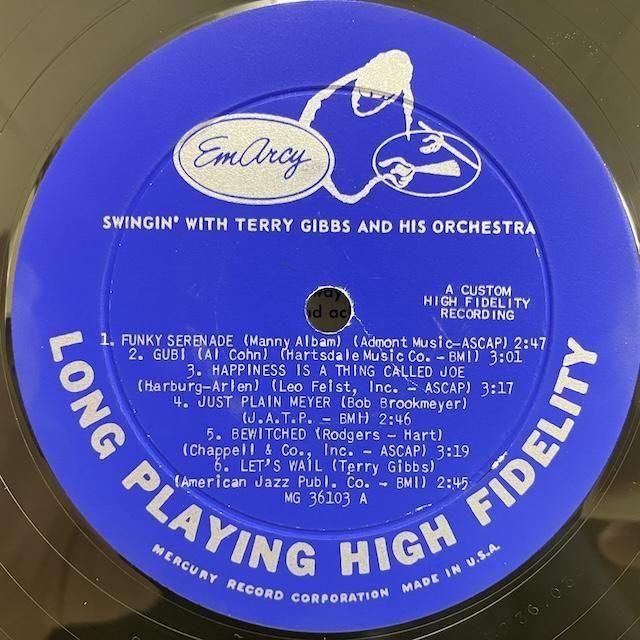 EmArcy
SWINGIN' WITH TERRY GIBBS AND HIS ORCHESTRA
A CUSTOM
HIGH FIDELITY
RECORDING
1. FUNKY SERENADE (Manny Albam) (Admont Music-ASCAP) 2:47
2. GUBI (Al Cohn) (Hartsdale Music Co. - BMI) 3:01
3. HAPPINESS IS A THING CALLED JOE
(Harburg-Arlen) (Leo Feist, Inc. - ASCAP) 3:17
4. JUST PLAIN MEYER (Bob Brookmeyer)
(J.A.T.P. - BMI) 2:46
5. BEWITCHED (Rodgers - Hart)
(Chappell & Co., Inc. - ASCAP) 3:19
6. LET'S WAIL (Terry Gibbs)
(American Jazz Publ. Co. - BMI) 2:45
MG 36103 A
LONG PLAYING HIGH FIDELITY
MERCURY RECORD CORPORATION MADE IN U.S.A.